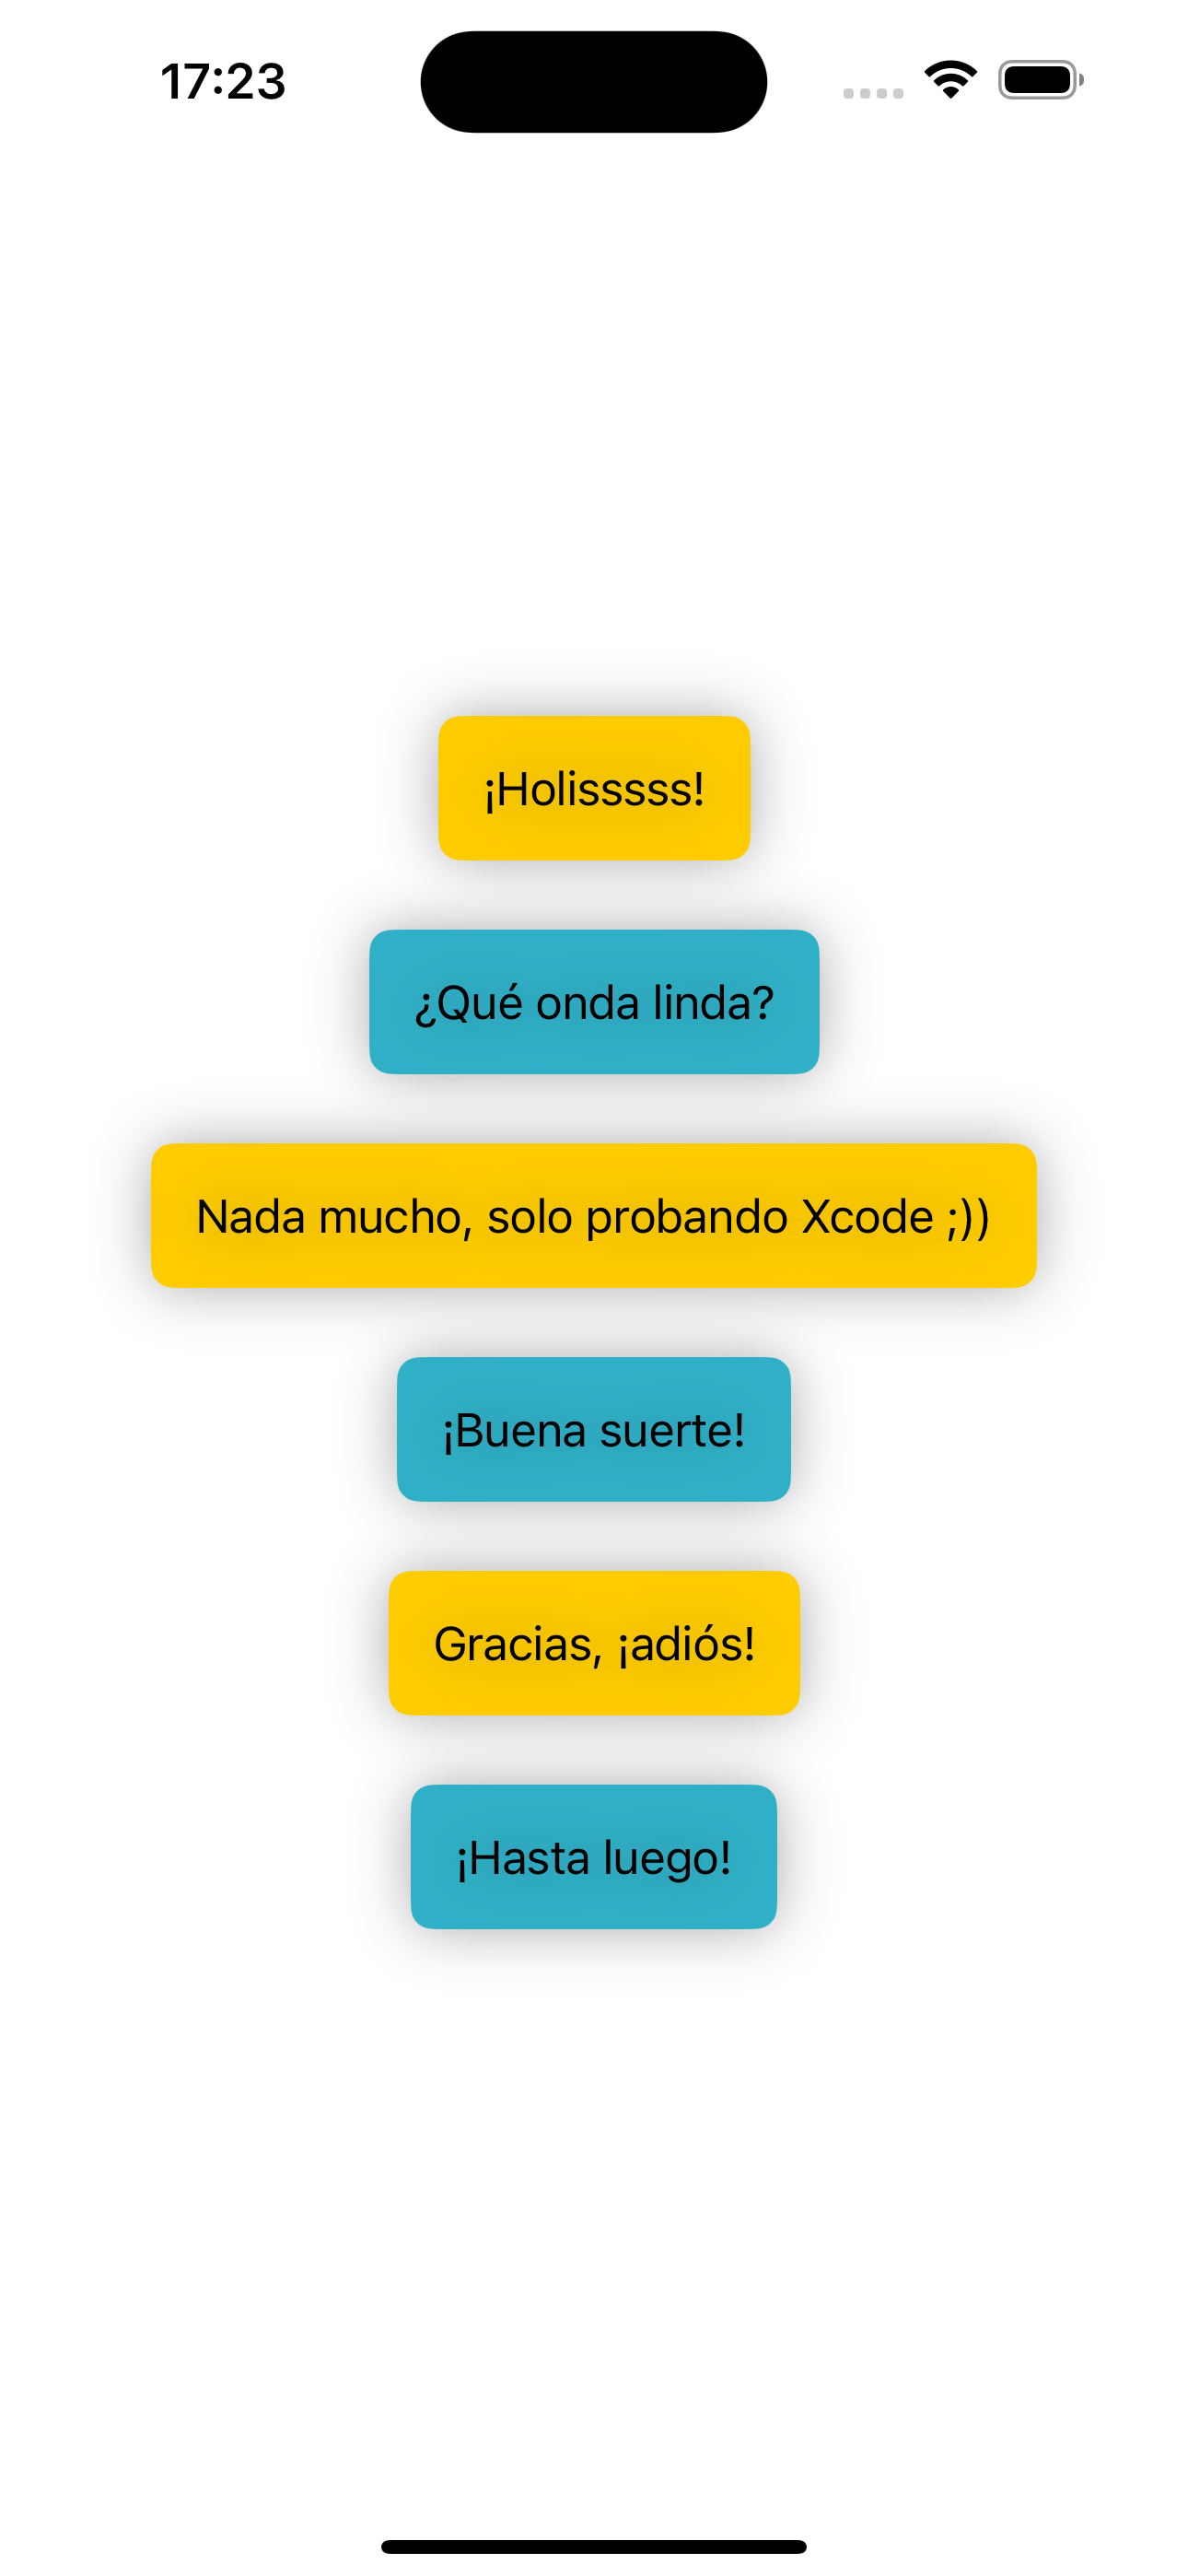 17:23
¡Holisssss!
¿Qué onda linda?
Nada mucho, solo probando Xcode ;))
¡Buena suerte!
Gracias, ¡adiós!
¡Hasta luego!